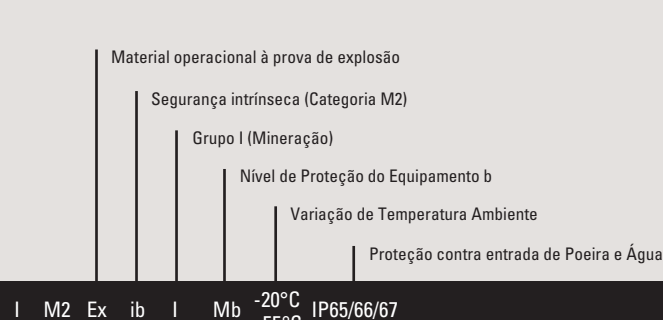 Material operacional à prova de explosão
Segurança intrínseca (Categoria M2)
Grupo I (Mineração)
Nível de Proteção do Equipamento b
Variação de Temperatura Ambiente
Proteção contra entrada de Poeira e Água
I M2 Ex ib I Mb -20°C IP65/66/67